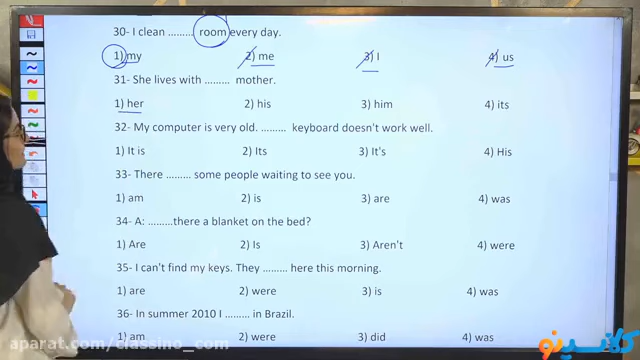 30- I clean ......... room every day.
1) my 2) me 3) I 4) us
31- She lives with ......... mother.
1) her 2) his 3) him 4) its
32- My computer is very old. ......... keyboard doesn't work well.
1) It is 2) Its 3) It's 4) His
33- There ......... some people waiting to see you.
1) am 2) is 3) are 4) was
34- A: .........there a blanket on the bed?
1) Are 2) Is 3) Aren't 4) were
35- I can't find my keys. They ......... here this morning.
1) are 2) were 3) is 4) was
36- In summer 2010 I ......... in Brazil.
1) am 2) were 3) did 4) was
aparat.com/classino_com
کلاسینو